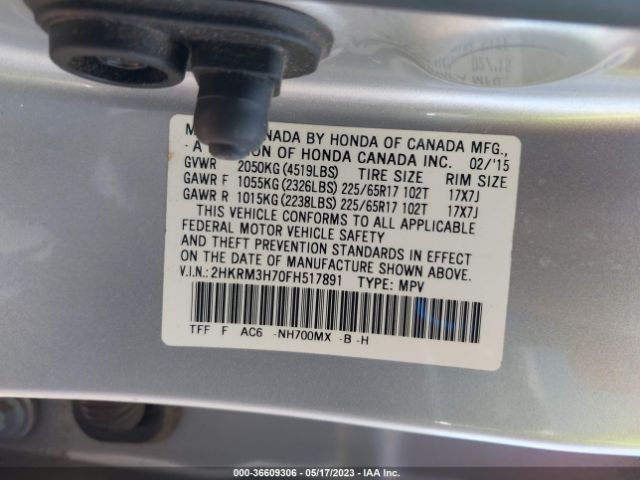 CANADA BY HONDA OF CANADA MFG.,
A OF HONDA CANADA INC. 02/'15
GVWR 2050KG (4519LBS) TIRE SIZE RIM SIZE
GAWR F 1055KG (2326LBS) 225/65R17 102T 17X7J
GAWR R 1015KG (2238LBS) 225/65R17 102T 17X7J
THIS VEHICLE CONFORMS TO ALL APPLICABLE
FEDERAL MOTOR VEHICLE SAFETY
AND THEFT PREVENTION STANDARDS IN EFFECT
ON THE DATE OF MANUFACTURE SHOWN ABOVE.
V.I.N.: 2HKRM3H70FH517891 TYPE: MPV
TFF F AC6 -NH700MX -B -H
000-36609306 - 05/17/2023 - IAA Inc.